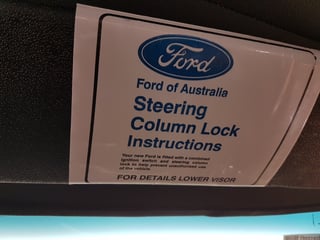 Ford
Ford of Australia
Steering
Column Lock
Instructions
Your new Ford is fitted with a combined
ignition switch and steering column
lock to help prevent unauthorised use
of the vehicle.
FOR DETAILS LOWER VISOR